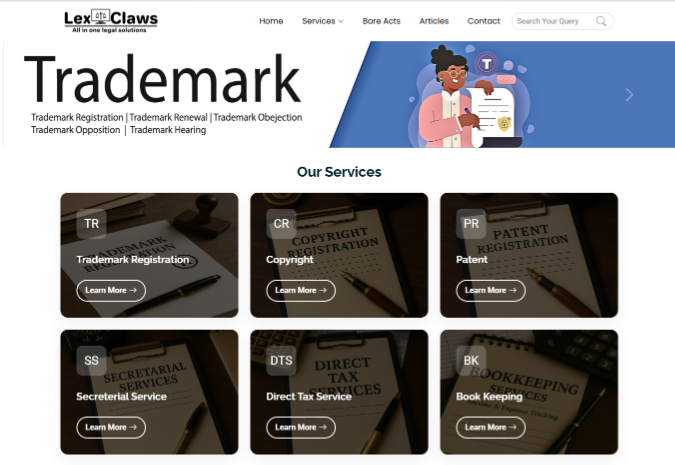 Lex Claws
All in one legal solutions
Home Services Bare Acts Articles Contact Search Your Query
Trademark
Trademark Registration | Trademark Renewal | Trademark Obejection
Trademark Opposition | Trademark Hearing
T
Our Services
TR
TRADEMARK
REGISTRATION
Trademark Registration
Learn More →
CR
COPYRIGHT
REGISTRATION
Copyright
Learn More →
PR
PATENT
REGISTRATION
Patent
Learn More →
SS
SECRETARIAL
SERVICES
Secreterial Service
Learn More →
DTS
DIRECT
TAX
SERVICES
Direct Tax Service
Learn More →
BK
BOOKKEEPING
SERVICES
Income & Expense Tracking
Book Keeping
Learn More →